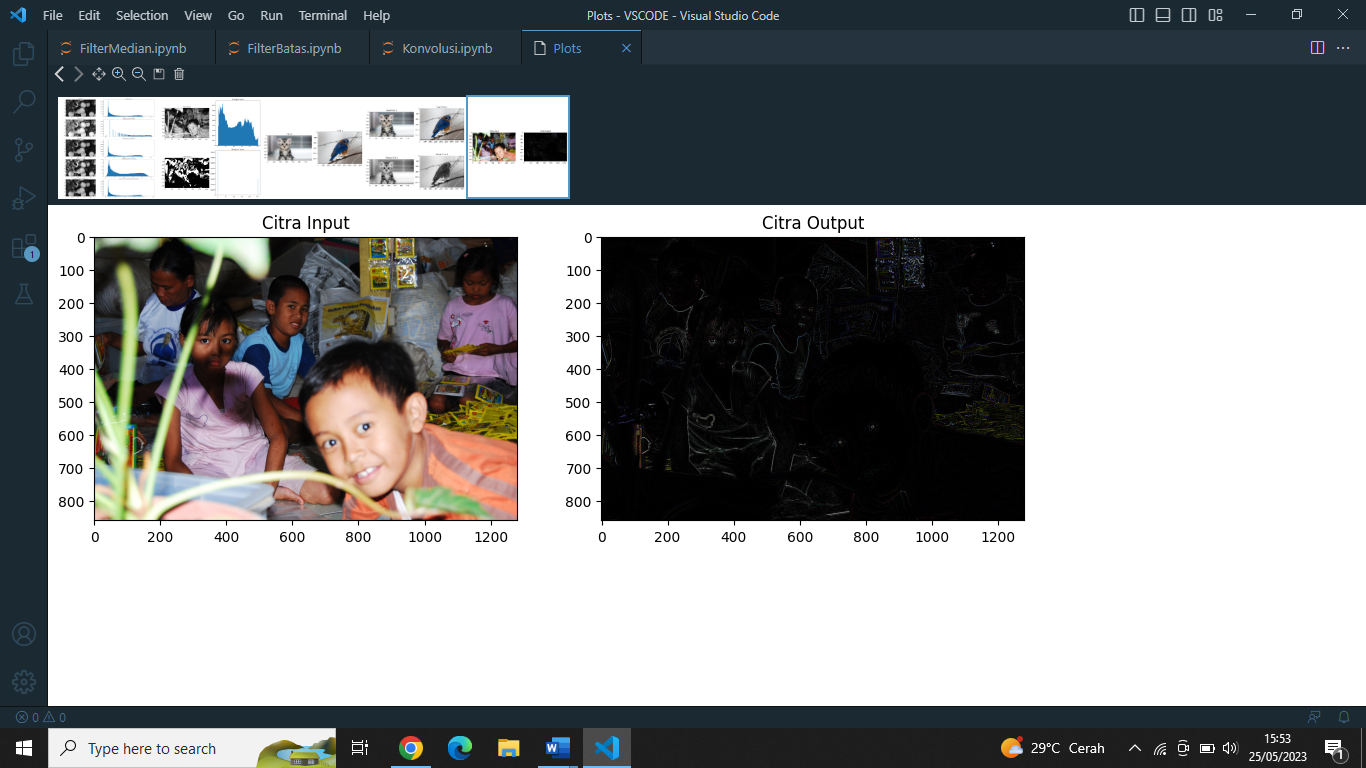 File Edit Selection View Go Run Terminal Help
Plots - VSCODE - Visual Studio Code
FilterMedian.ipynb
FilterBatas.ipynb
Konvolusi.ipynb
Plots
1
Citra Input
Citra Output
0
100
200
300
400
500
600
700
800
0 200 400 600 800 1000 1200
0
100
200
300
400
500
600
700
800
0 200 400 600 800 1000 1200
0 0
Type here to search
29°C Cerah
15:53
25/05/2023
1